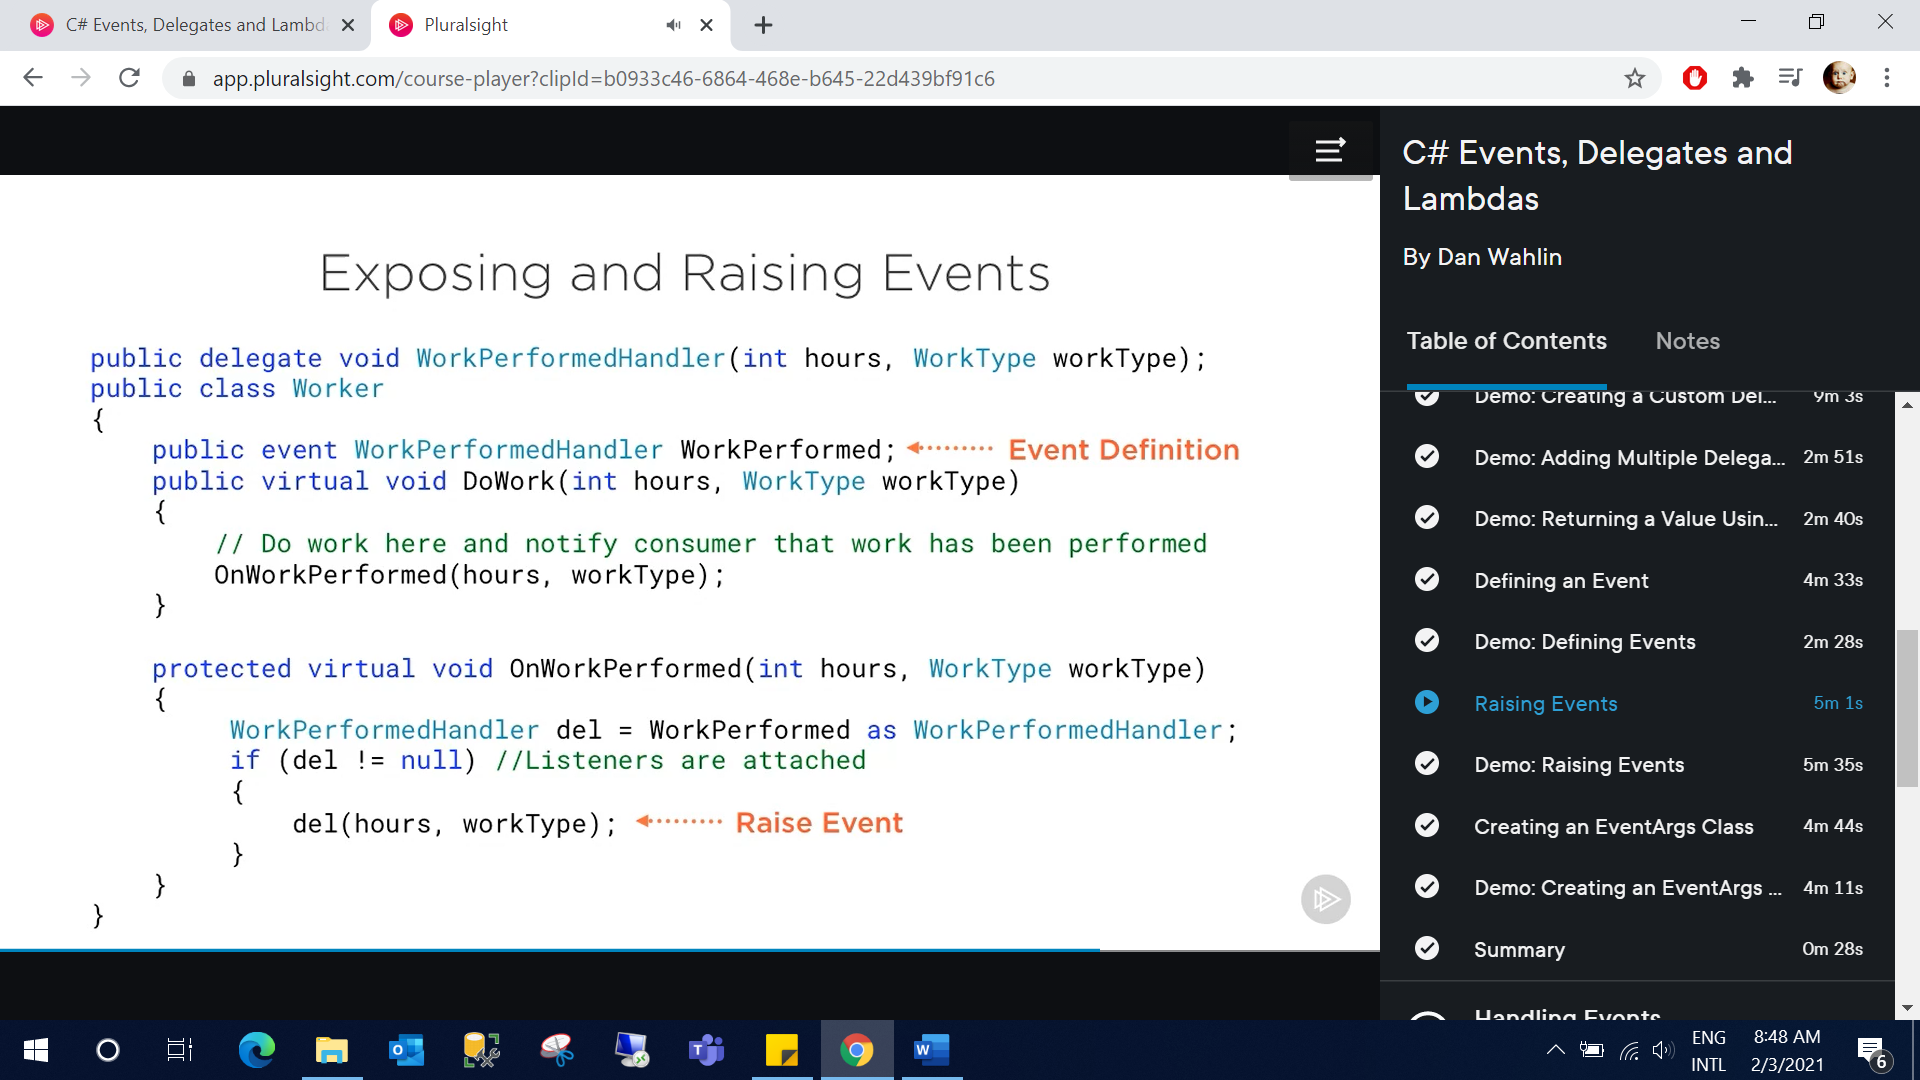 C# Events, Delegates and Lambd
Pluralsight
app.pluralsight.com/course-player?clipId=b0933c46-6864-468e-b645-22d439bf91c6
Exposing and Raising Events
public delegate void WorkPerformedHandler(int hours, WorkType workType);
public class Worker
{
public event WorkPerformedHandler WorkPerformed; Event Definition
public virtual void DoWork(int hours, WorkType workType)
{
// Do work here and notify consumer that work has been performed
OnWorkPerformed(hours, workType);
}
protected virtual void OnWorkPerformed(int hours, WorkType workType)
{
WorkPerformedHandler del = WorkPerformed as WorkPerformedHandler;
if (del != null) //Listeners are attached
{
del(hours, workType); Raise Event
}
}
}
C# Events, Delegates and
Lambdas
By Dan Wahlin
Table of Contents Notes
Demo: Creating a Custom Del... 9m 3s
Demo: Adding Multiple Delega... 2m 51s
Demo: Returning a Value Usin... 2m 40s
Defining an Event 4m 33s
Demo: Defining Events 2m 28s
Raising Events 5m 1s
Demo: Raising Events 5m 35s
Creating an EventArgs Class 4m 44s
Demo: Creating an EventArgs ... 4m 11s
Summary 0m 28s
Handling Events
ENG 8:48 AM
INTL 2/3/2021
6